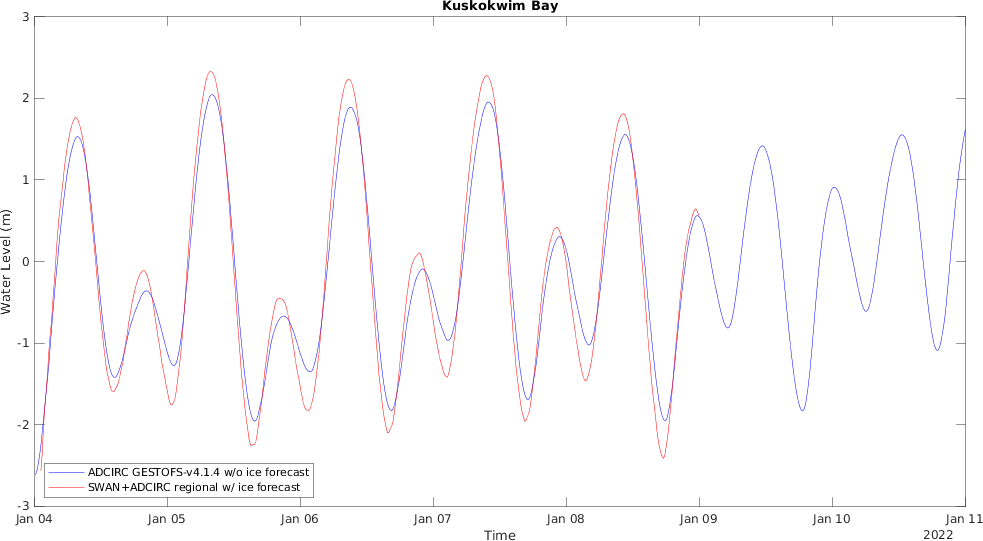 Kuskokwim Bay
3
2
1
0
-1
-2
-3
Water Level (m)
ADCIRC GESTOFS-v4.1.4 w/o ice forecast
SWAN+ADCIRC regional w/ ice forecast
Jan 04 Jan 05 Jan 06 Jan 07 Jan 08 Jan 09 Jan 10 Jan 11
Time
2022